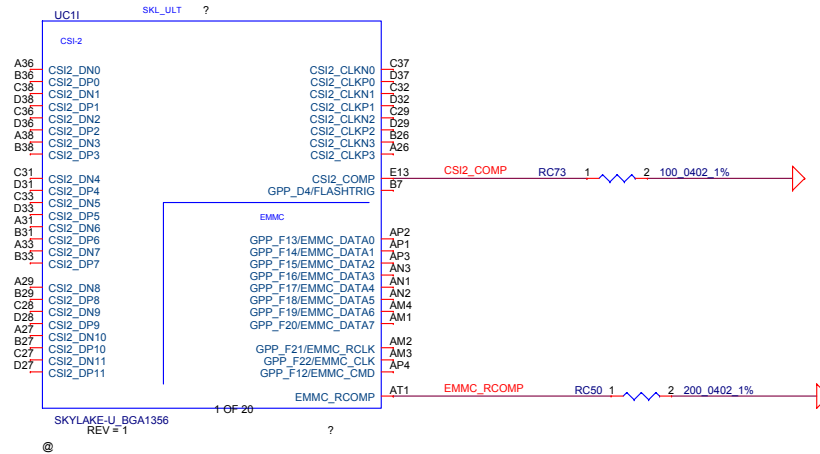 UC1I SKL_ULT ?
CSI-2
A36 CSI2_DN0 CSI2_CLKN0 C37
B36 CSI2_DP0 CSI2_CLKP0 D37
C38 CSI2_DN1 CSI2_CLKN1 C32
D38 CSI2_DP1 CSI2_CLKP1 D32
C36 CSI2_DN2 CSI2_CLKN2 C29
D36 CSI2_DP2 CSI2_CLKP2 D29
A38 CSI2_DN3 CSI2_CLKN3 B26
B38 CSI2_DP3 CSI2_CLKP3 A26
C31 CSI2_DN4 CSI2_COMP E13 CSI2_COMP RC73 1 2 100_0402_1%
D31 CSI2_DP4 GPP_D4/FLASHTRIG B7
C33 CSI2_DN5
D33 CSI2_DP5 EMMC
A31 CSI2_DN6
B31 CSI2_DP6 GPP_F13/EMMC_DATA0 AP2
A33 CSI2_DN7 GPP_F14/EMMC_DATA1 AP1
B33 CSI2_DP7 GPP_F15/EMMC_DATA2 AP3
GPP_F16/EMMC_DATA3 AN3
A29 CSI2_DN8 GPP_F17/EMMC_DATA4 AN1
B29 CSI2_DP8 GPP_F18/EMMC_DATA5 AN2
C28 CSI2_DN9 GPP_F19/EMMC_DATA6 AM4
D28 CSI2_DP9 GPP_F20/EMMC_DATA7 AM1
A27 CSI2_DN10
B27 CSI2_DP10 GPP_F21/EMMC_RCLK AM2
C27 CSI2_DN11 GPP_F22/EMMC_CLK AM3
D27 CSI2_DP11 GPP_F12/EMMC_CMD AP4
EMMC_RCOMP AT1 EMMC_RCOMP RC50 1 2 200_0402_1%
1 OF 20
SKYLAKE-U_BGA1356
REV = 1 ?
@